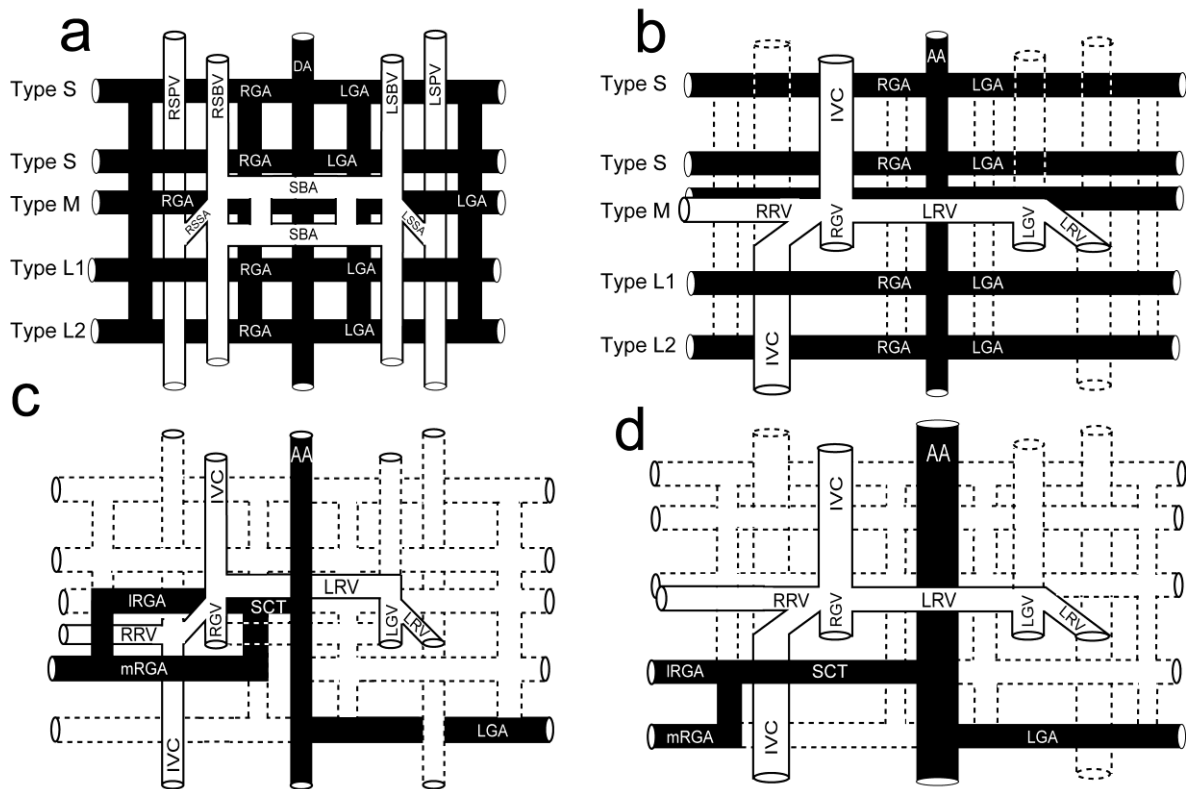 a
RSPV
RSBV
DA
LSBV
LSPV
Type S
RGA
LGA
Type S
RGA
LGA
SBA
Type M
RGA
LGA
RSSA
LSSA
SBA
Type L1
RGA
LGA
Type L2
RGA
LGA
b
AA
Type S
IVC
RGA
LGA
Type S
RGA
LGA
Type M
RRV
RGV
LRV
LGV
LRV
Type L1
RGA
LGA
Type L2
IVC
RGA
LGA
c
AA
IVC
lRGA
SCT
LRV
RRV
RGV
LGV
LRV
mRGA
IVC
LGA
d
AA
IVC
RRV
RGV
LRV
LGV
LRV
lRGA
SCT
mRGA
IVC
LGA